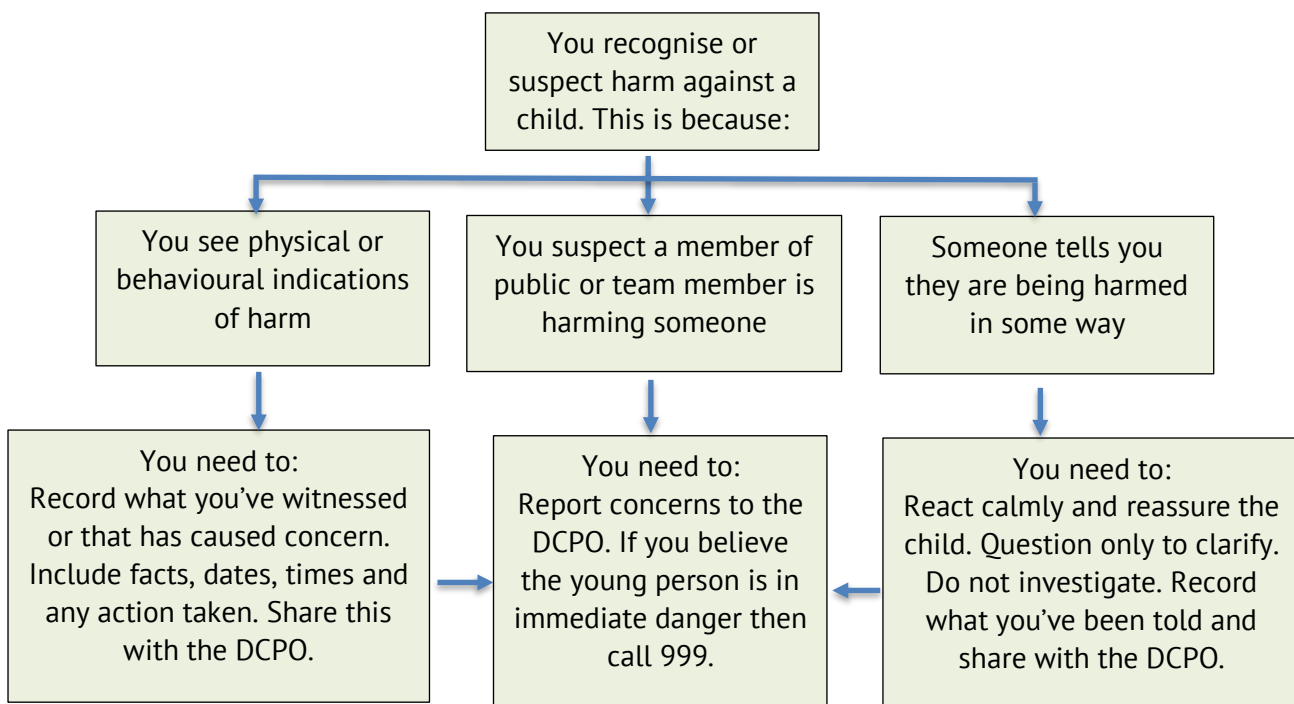 You recognise or
suspect harm against a
child. This is because:
You see physical or
behavioural indications
of harm
You suspect a member of
public or team member is
harming someone
Someone tells you
they are being harmed
in some way
You need to:
Record what you’ve witnessed
or that has caused concern.
Include facts, dates, times and
any action taken. Share this
with the DCPO.
You need to:
Report concerns to the
DCPO. If you believe
the young person is in
immediate danger then
call 999.
You need to:
React calmly and reassure the
child. Question only to clarify.
Do not investigate. Record
what you’ve been told and
share with the DCPO.